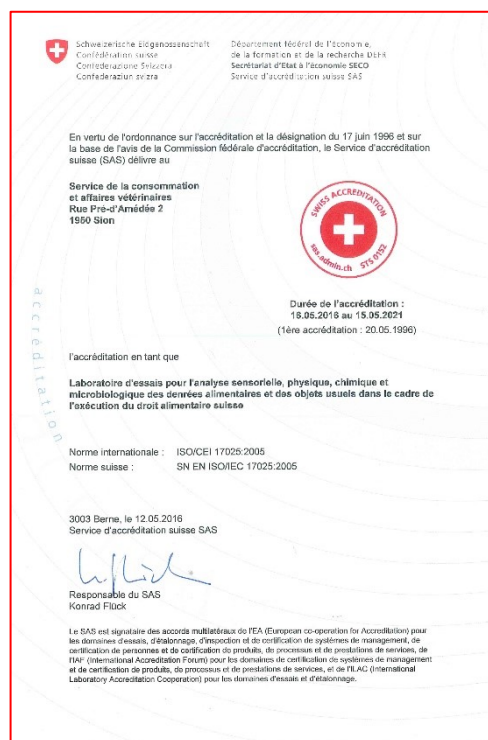 Schweizerische Eidgenossenschaft
Confédération suisse
Confederazione Svizzera
Confederaziun svizra
Département fédéral de l'économie,
de la formation et de la recherche DEFR
Secrétariat d'Etat à l'économie SECO
Service d'accréditation suisse SAS
En vertu de l'ordonnance sur l'accréditation et la désignation du 17 juin 1996 et sur
la base de l'avis de la Commission fédérale d'accréditation, le Service d'accréditation
suisse (SAS) délivre au
Service de la consommation
et affaires vétérinaires
Rue Pré-d'Amédée 2
1950 Sion
SWISS ACCREDITATION
sas.admin.ch STS 0152
Durée de l'accréditation :
16.05.2016 au 15.05.2021
(1ère accréditation : 20.05.1996)
accréditation
l'accréditation en tant que
Laboratoire d'essais pour l'analyse sensorielle, physique, chimique et
microbiologique des denrées alimentaires et des objets usuels dans le cadre de
l'exécution du droit alimentaire suisse
Norme internationale : ISO/CEI 17025:2005
Norme suisse : SN EN ISO/IEC 17025:2005
3003 Berne, le 12.05.2016
Service d'accréditation suisse SAS
Responsable du SAS
Konrad Flück
Le SAS est signataire des accords multilatéraux de l'EA (European co-operation for Accreditation) pour
les domaines d'essais, d'étalonnage, d'inspection et de certification de systèmes de management, de
certification de personnes et de certification de produits, de processus et de prestations de services, de
l'IAF (International Accreditation Forum) pour les domaines de certification de systèmes de management
et de certification de produits, de processus et de prestations de services, et de l'ILAC (International
Laboratory Accreditation Cooperation) pour les domaines d'essais et d'étalonnage.